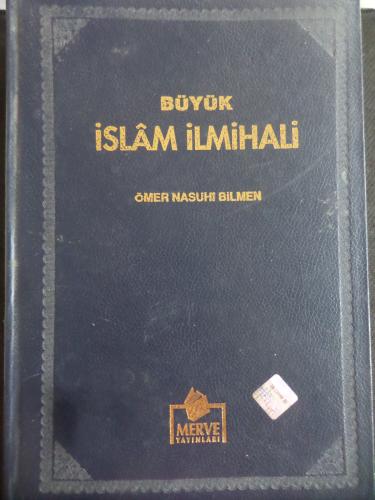 BÜYÜK
İSLÂM İLMİHALİ
ÖMER NASUHİ BİLMEN
MERVE
YAYINLARI